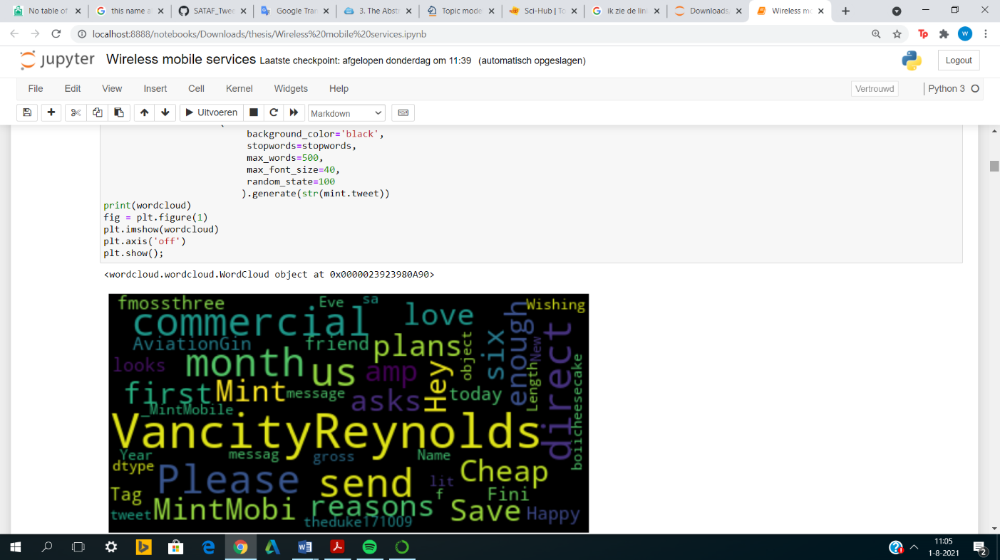 No table of
this name a
SATAF_Twee
Google Tran
3. The Abstr
Topic mode
Sci-Hub | To
ik zie de lini
Downloads/
Wireless mo
localhost:8888/notebooks/Downloads/thesis/Wireless%20mobile%20services.ipynb
Tp
W
jupyter Wireless mobile services Laatste checkpoint: afgelopen donderdag om 11:39 (automatisch opgeslagen)
Logout
File Edit View Insert Cell Kernel Widgets Help
Vertrouwd
Python 3
Uitvoeren
Markdown
background_color='black',
stopwords=stopwords,
max_words=500,
max_font_size=40,
random_state=100
).generate(str(mint.tweet))
print(wordcloud)
fig = plt.figure(1)
plt.imshow(wordcloud)
plt.axis('off')
plt.show();
<wordcloud.wordcloud.WordCloud object at 0x0000023923980A90>
fmossthree
Eve
sa
Wishing
commercial
love
enough
AviationGin
friend
plans
object
six
New
direct
looks
month
us
amp
Hey
Length
boiicheesecake
first
Mint
message
asks
today
_MintMobile
VancityReynolds
Year
messag
gross
Name
dtype
Please
send
lit
Cheap
Tag
f
Fini
tweet
MintMobi
reasons
Save
Happy
theduke171009
11:05
1-8-2021
2